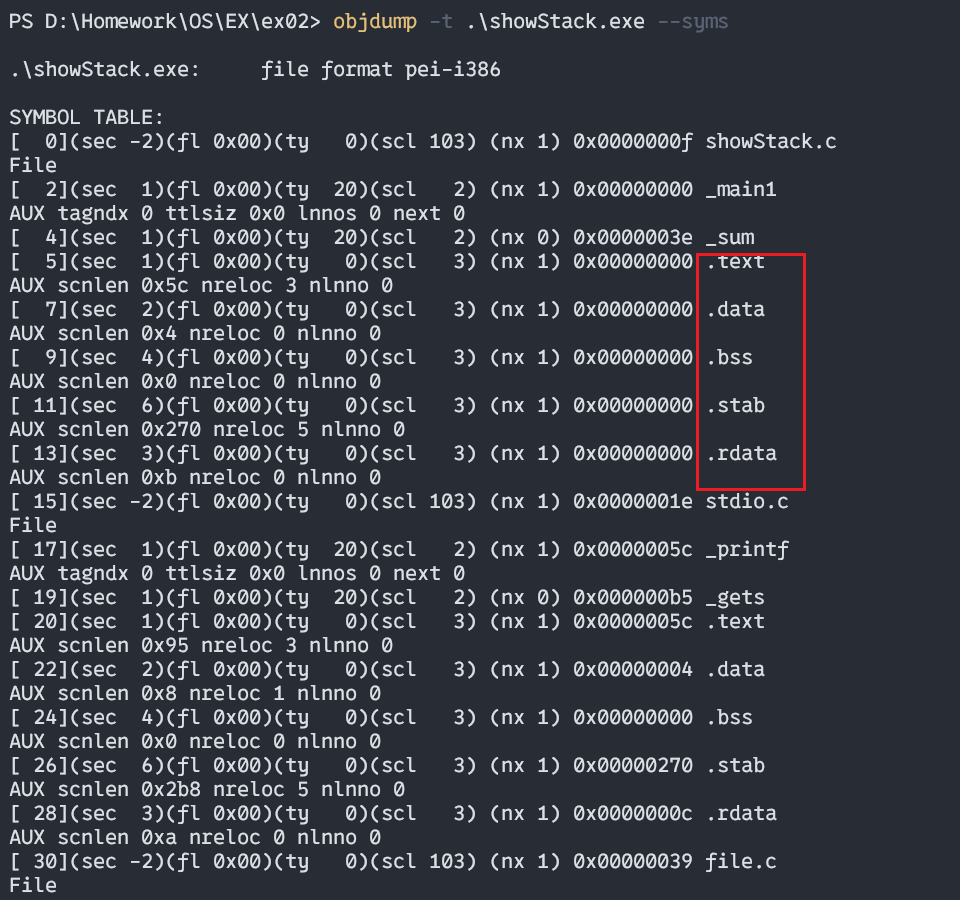 PS D:\Homework\OS\EX\ex02> objdump -t .\showStack.exe --syms
.\showStack.exe:     file format pei-i386
SYMBOL TABLE:
[  0](sec -2)(fl 0x00)(ty   0)(scl 103) (nx 1) 0x0000000f showStack.c
File
[  2](sec  1)(fl 0x00)(ty  20)(scl   2) (nx 1) 0x00000000 _main1
AUX tagndx 0 ttlsiz 0x0 lnnos 0 next 0
[  4](sec  1)(fl 0x00)(ty  20)(scl   2) (nx 0) 0x0000003e _sum
[  5](sec  1)(fl 0x00)(ty   0)(scl   3) (nx 1) 0x00000000 .text
AUX scnlen 0x5c nreloc 3 nlnno 0
[  7](sec  2)(fl 0x00)(ty   0)(scl   3) (nx 1) 0x00000000 .data
AUX scnlen 0x4 nreloc 0 nlnno 0
[  9](sec  4)(fl 0x00)(ty   0)(scl   3) (nx 1) 0x00000000 .bss
AUX scnlen 0x0 nreloc 0 nlnno 0
[ 11](sec  6)(fl 0x00)(ty   0)(scl   3) (nx 1) 0x00000000 .stab
AUX scnlen 0x270 nreloc 5 nlnno 0
[ 13](sec  3)(fl 0x00)(ty   0)(scl   3) (nx 1) 0x00000000 .rdata
AUX scnlen 0xb nreloc 0 nlnno 0
[ 15](sec -2)(fl 0x00)(ty   0)(scl 103) (nx 1) 0x0000001e stdio.c
File
[ 17](sec  1)(fl 0x00)(ty  20)(scl   2) (nx 1) 0x0000005c _printf
AUX tagndx 0 ttlsiz 0x0 lnnos 0 next 0
[ 19](sec  1)(fl 0x00)(ty  20)(scl   2) (nx 0) 0x000000b5 _gets
[ 20](sec  1)(fl 0x00)(ty   0)(scl   3) (nx 1) 0x0000005c .text
AUX scnlen 0x95 nreloc 3 nlnno 0
[ 22](sec  2)(fl 0x00)(ty   0)(scl   3) (nx 1) 0x00000004 .data
AUX scnlen 0x8 nreloc 1 nlnno 0
[ 24](sec  4)(fl 0x00)(ty   0)(scl   3) (nx 1) 0x00000000 .bss
AUX scnlen 0x0 nreloc 0 nlnno 0
[ 26](sec  6)(fl 0x00)(ty   0)(scl   3) (nx 1) 0x00000270 .stab
AUX scnlen 0x2b8 nreloc 5 nlnno 0
[ 28](sec  3)(fl 0x00)(ty   0)(scl   3) (nx 1) 0x0000000c .rdata
AUX scnlen 0xa nreloc 0 nlnno 0
[ 30](sec -2)(fl 0x00)(ty   0)(scl 103) (nx 1) 0x00000039 file.c
File